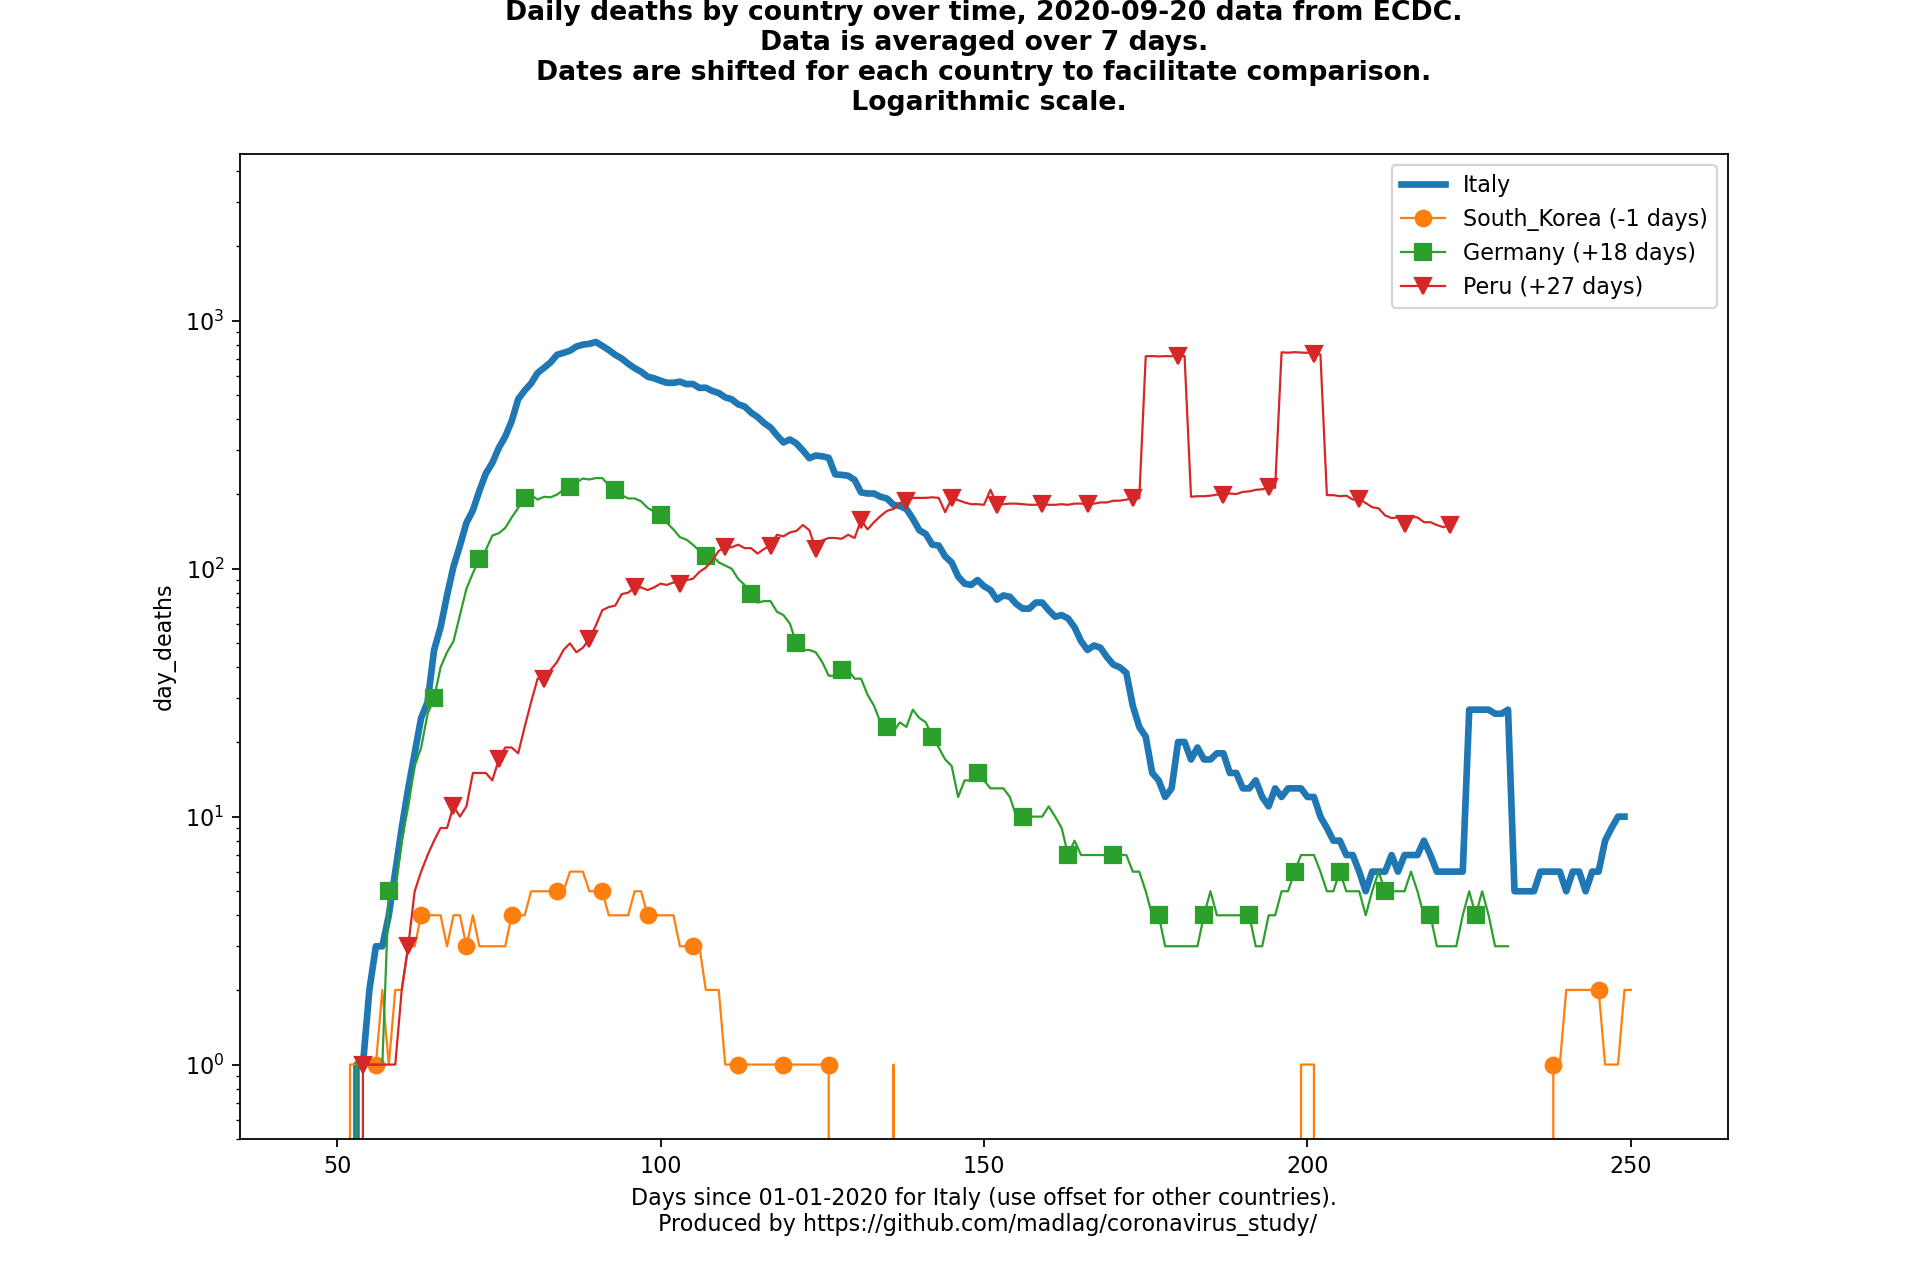 Daily deaths by country over time, 2020-09-20 data from ECDC.
Data is averaged over 7 days.
Dates are shifted for each country to facilitate comparison.
Logarithmic scale.
Italy
South_Korea (-1 days)
Germany (+18 days)
Peru (+27 days)
10³
10²
10¹
10⁰
day_deaths
50 100 150 200 250
Days since 01-01-2020 for Italy (use offset for other countries).
Produced by https://github.com/madlag/coronavirus_study/